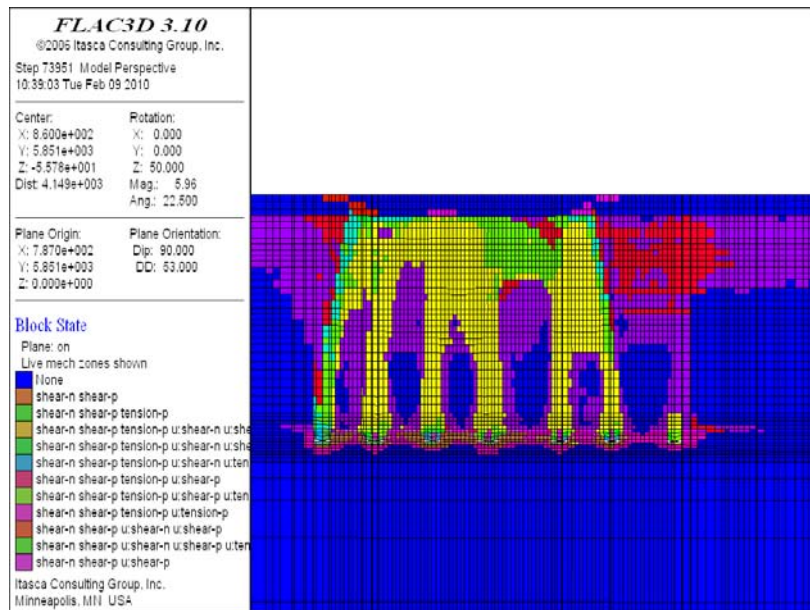 FLAC3D 3.10
©2006 Itasca Consulting Group, Inc.
Step 73951 Model Perspective
10:39:03 Tue Feb 09 2010
Center:
X: 8.600e+002
Y: 5.851e+003
Z: -5.578e+001
Dist: 4.149e+003
Rotation:
X: 0.000
Y: 0.000
Z: 50.000
Mag.: 5.96
Ang.: 22.500
Plane Origin:
X: 7.870e+002
Y: 5.851e+003
Z: 0.000e+000
Plane Orientation:
Dip: 90.000
DD: 53.000
Block State
Plane: on
Live mech zones shown
None
shear-n shear-p
shear-n shear-p tension-p
shear-n shear-p tension-p u:shear-n u:she
shear-n shear-p tension-p u:shear-n u:she
shear-n shear-p tension-p u:shear-n u:ten
shear-n shear-p tension-p u:shear-p
shear-n shear-p tension-p u:shear-p u:ten
shear-n shear-p tension-p u:tension-p
shear-n shear-p u:shear-n u:shear-p
shear-n shear-p u:shear-n u:shear-p u:ten
shear-n shear-p u:shear-p
Itasca Consulting Group, Inc.
Minneapolis, MN USA